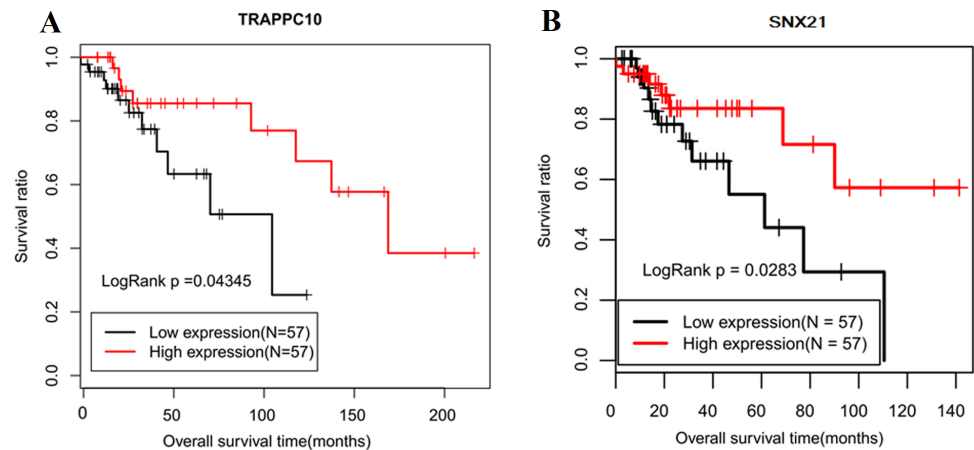 A
TRAPPC10
Survival ratio
1.0
0.8
0.6
0.4
0.2
0.0
LogRank p =0.04345
Low expression(N=57)
High expression(N=57)
0 50 100 150 200
Overall survival time(months)
B
SNX21
Survival ratio
1.0
0.8
0.6
0.4
0.2
0.0
LogRank p = 0.0283
Low expression(N = 57)
High expression(N = 57)
0 20 40 60 80 100 120 140
Overall survival time(months)